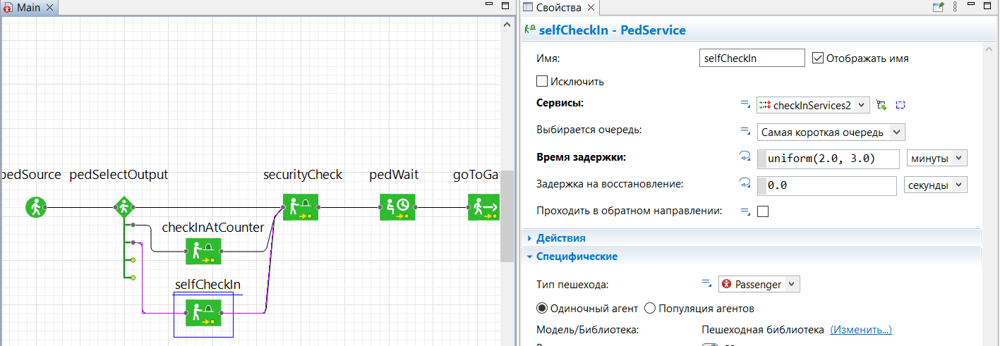 Main
pedSource
pedSelectOutput
securityCheck
pedWait
goToGa
checkInAtCounter
selfCheckIn
Свойства
selfCheckIn - PedService
Имя:
selfCheckIn
Отображать имя
Исключить
Сервисы:
checkInServices2
Выбирается очередь:
Самая короткая очередь
Время задержки:
uniform(2.0, 3.0)
минуты
Задержка на восстановление:
0.0
секунды
Проходить в обратном направлении:
Действия
Специфические
Тип пешехода:
Passenger
Одиночный агент
Популяция агентов
Модель/Библиотека:
Пешеходная библиотека (Изменить...)